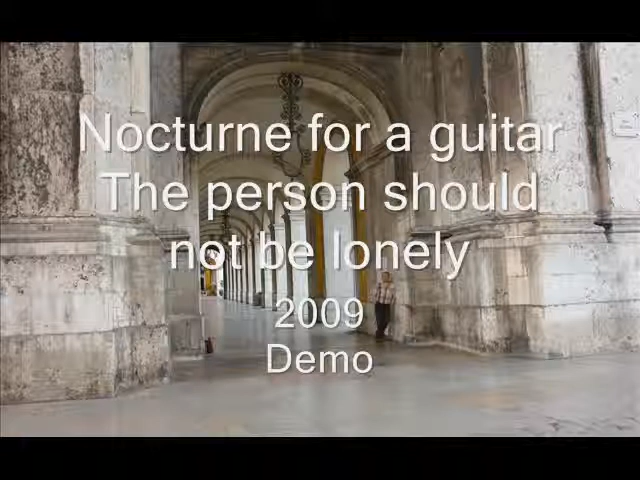 Nocturne for a guitar
The person should
not be lonely
2009
Demo